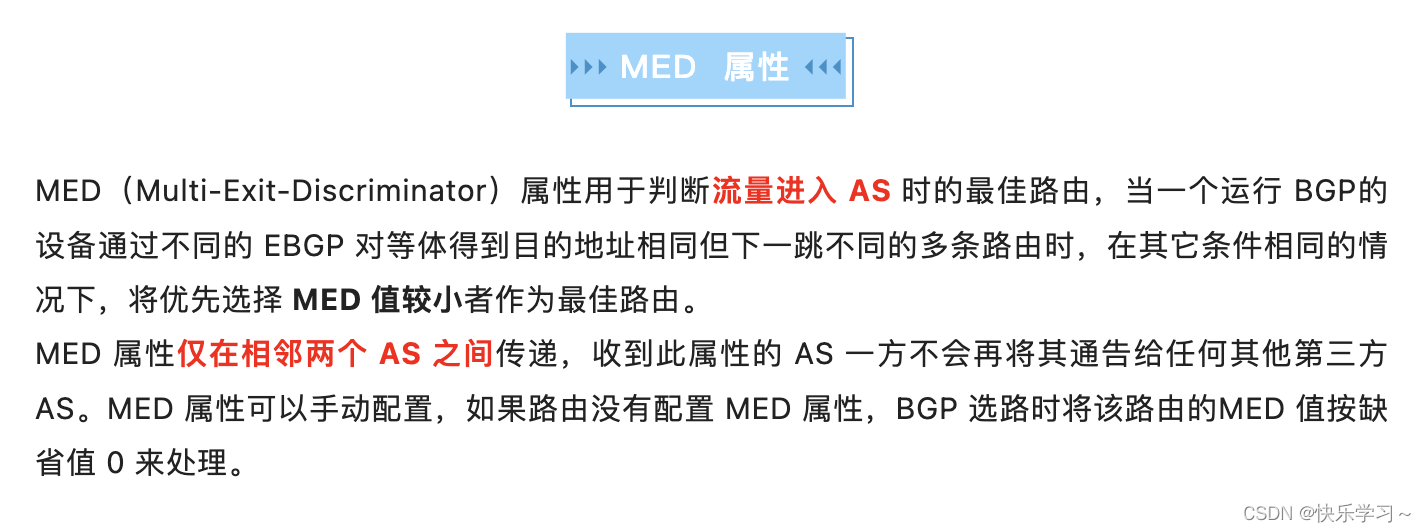 MED 属性
MED（Multi-Exit-Discriminator）属性用于判断流量进入 AS 时的最佳路由，当一个运行 BGP的
设备通过不同的 EBGP 对等体得到目的地址相同但下一跳不同的多条路由时，在其它条件相同的情
况下，将优先选择 MED 值较小者作为最佳路由。
MED 属性仅在相邻两个 AS 之间传递，收到此属性的 AS 一方不会再将其通告给任何其他第三方
AS。MED 属性可以手动配置，如果路由没有配置 MED 属性，BGP 选路时将该路由的MED 值按缺
省值 0 来处理。
CSDN @快乐学习～